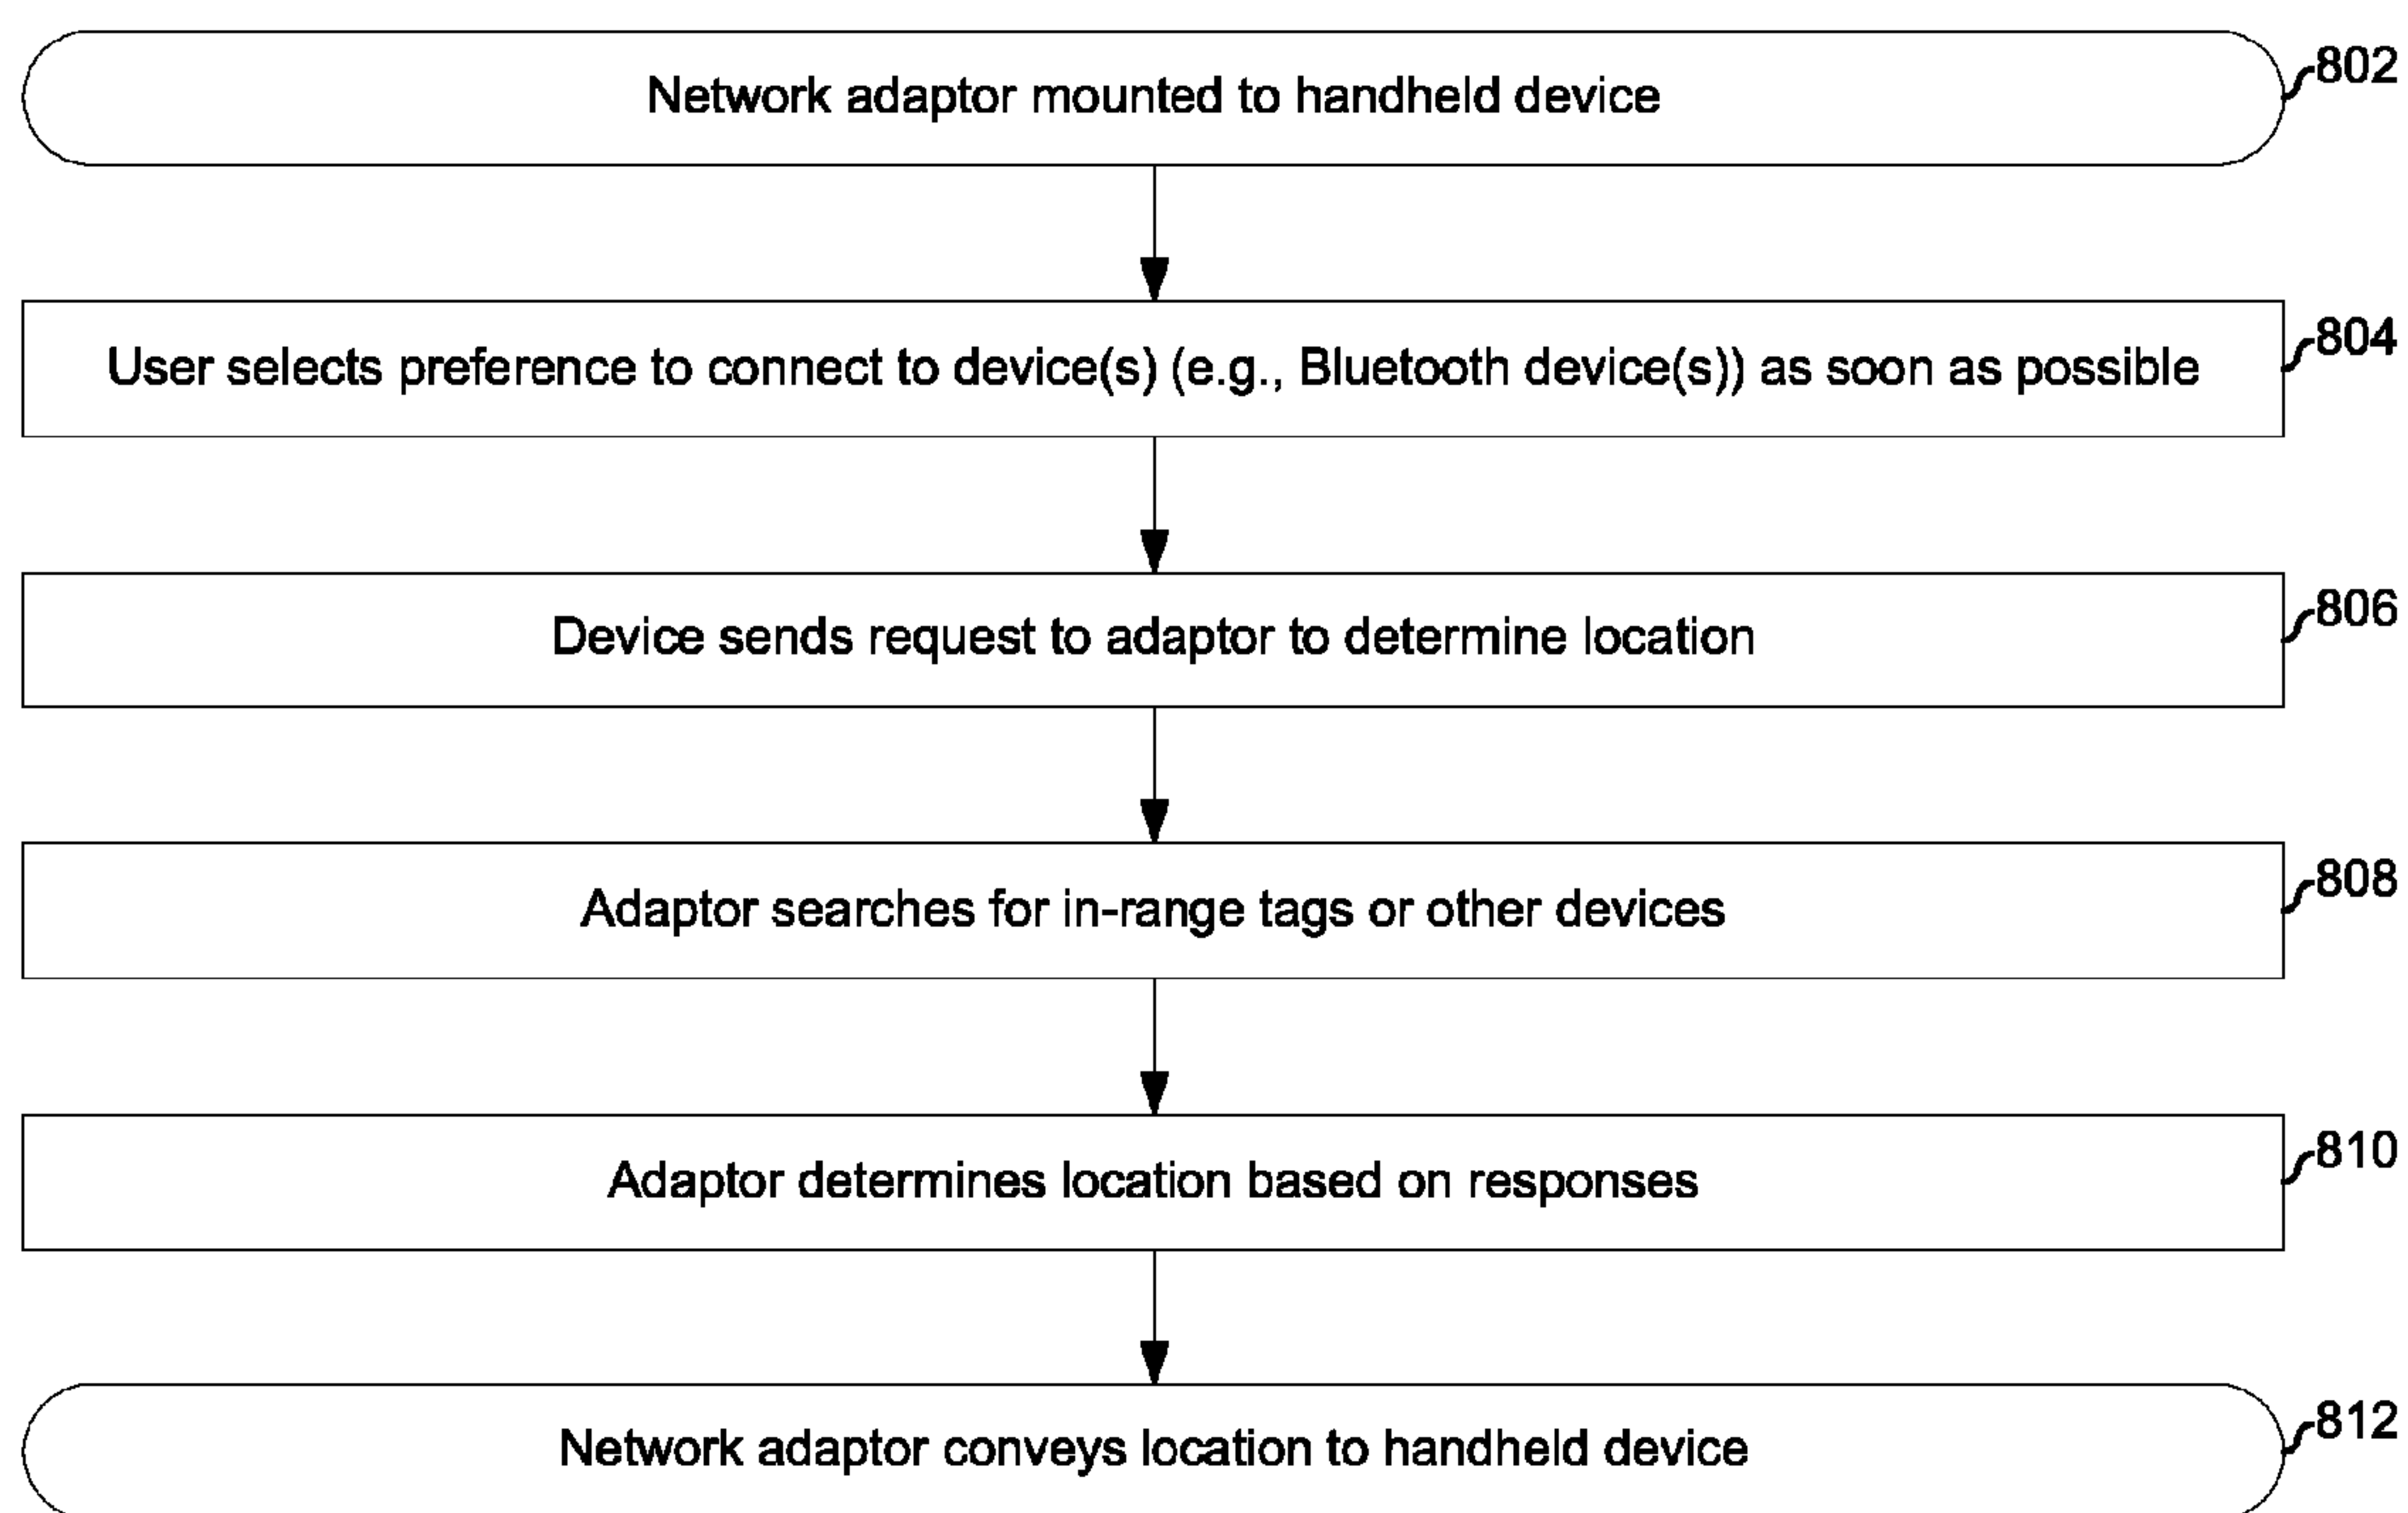 Network adaptor mounted to handheld device
802
User selects preference to connect to device(s) (e.g., Bluetooth device(s)) as soon as possible
804
Device sends request to adaptor to determine location
806
Adaptor searches for in-range tags or other devices
808
Adaptor determines location based on responses
810
Network adaptor conveys location to handheld device
812